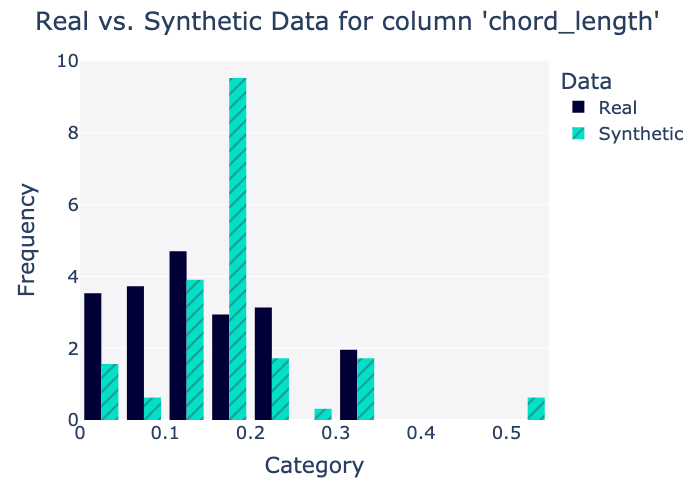 Real vs. Synthetic Data for column 'chord_length'
Data
Real
Synthetic
10
8
6
4
2
0
Frequency
0
0.1
0.2
0.3
0.4
0.5
Category